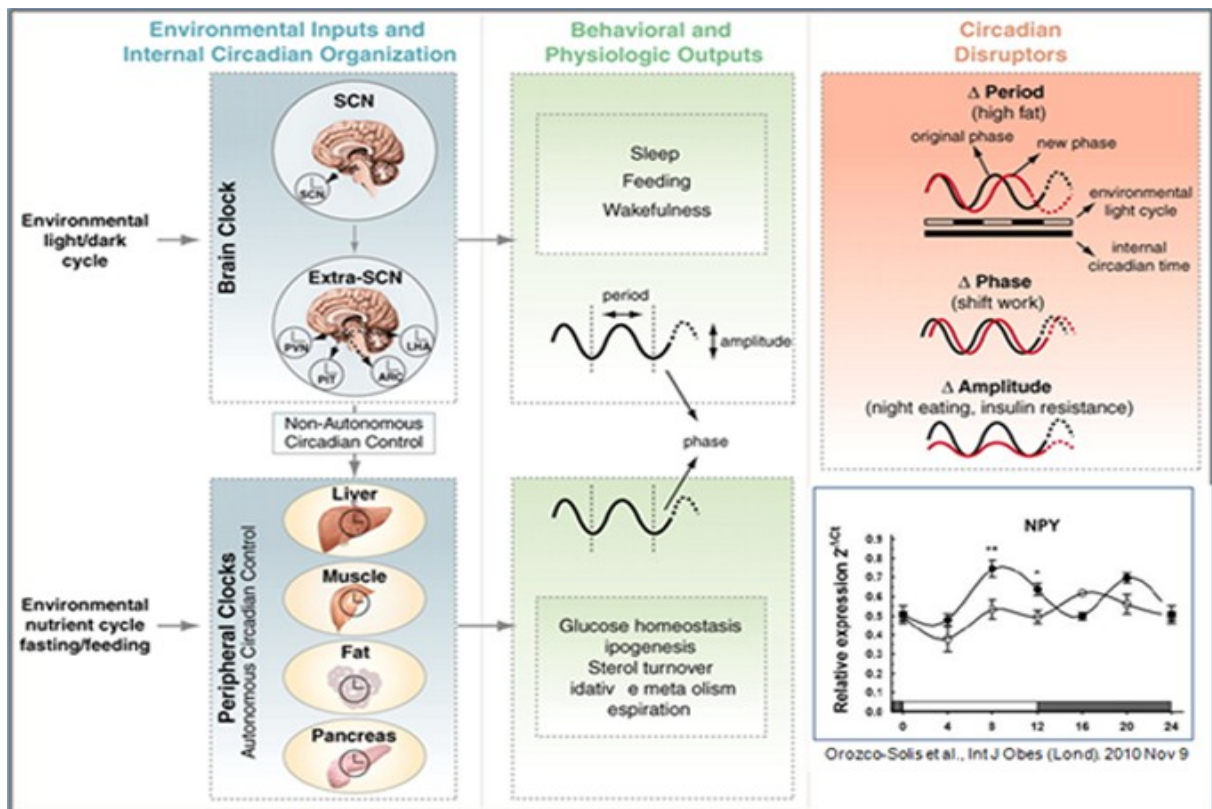 Environmental Inputs and
Internal Circadian Organization
Environmental
light/dark
cycle
Brain Clock
SCN
SCN
Extra-SCN
PVN
PIT
ARC
LHA
Non-Autonomous
Circadian Control
Environmental
nutrient cycle
fasting/feeding
Peripheral Clocks
Autonomous Circadian Control
Liver
Muscle
Fat
Pancreas
Behavioral and
Physiologic Outputs
Sleep
Feeding
Wakefulness
period
amplitude
phase
Glucose homeostasis
ipogenesis
Sterol turnover
idativ e meta olism
espiration
Circadian
Disruptors
Δ Period
(high fat)
original phase
new phase
environmental
light cycle
internal
circadian time
Δ Phase
(shift work)
Δ Amplitude
(night eating, insulin resistance)
NPY
Relative expression 2^ΔCt
0.9
0.8
0.7
0.6
0.5
0.4
0.3
0.2
0.1
0.0
**
*
0 4 8 12 16 20 24
Orozco-Solis et al., Int J Obes (Lond). 2010 Nov 9